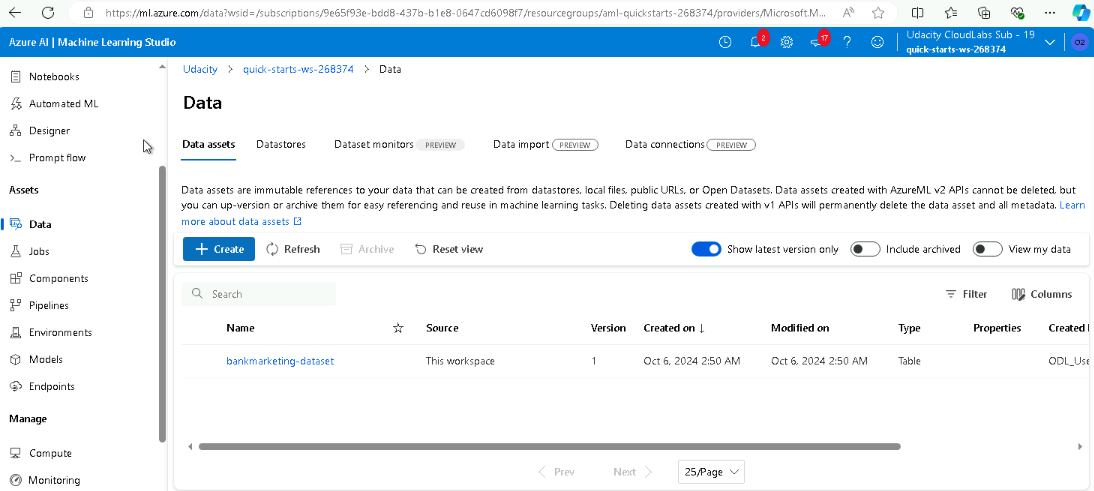 https://ml.azure.com/data?wsid=/subscriptions/9e65f93e-bdd8-437b-b1e8-0647cd6098f7/resourcegroups/aml-quickstarts-268374/providers/Microsoft.M...
Azure AI | Machine Learning Studio
2
17
Udacity CloudLabs Sub - 19
quick-starts-ws-268374
O2
Notebooks
Automated ML
Designer
Prompt flow
Assets
Data
Jobs
Components
Pipelines
Environments
Models
Endpoints
Manage
Compute
Monitoring
Udacity > quick-starts-ws-268374 > Data
Data
Data assets Datastores Dataset monitors PREVIEW Data import PREVIEW Data connections PREVIEW
Data assets are immutable references to your data that can be created from datastores, local files, public URLs, or Open Datasets. Data assets created with AzureML v2 APIs cannot be deleted, but
you can up-version or archive them for easy referencing and reuse in machine learning tasks. Deleting data assets created with v1 APIs will permanently delete the data asset and all metadata. Learn
more about data assets
+ Create Refresh Archive Reset view Show latest version only Include archived View my data
Search Filter Columns
Name Source Version Created on ↓ Modified on Type Properties Created
bankmarketing-dataset This workspace 1 Oct 6, 2024 2:50 AM Oct 6, 2024 2:50 AM Table ODL_Use
< Prev Next > 25/Page